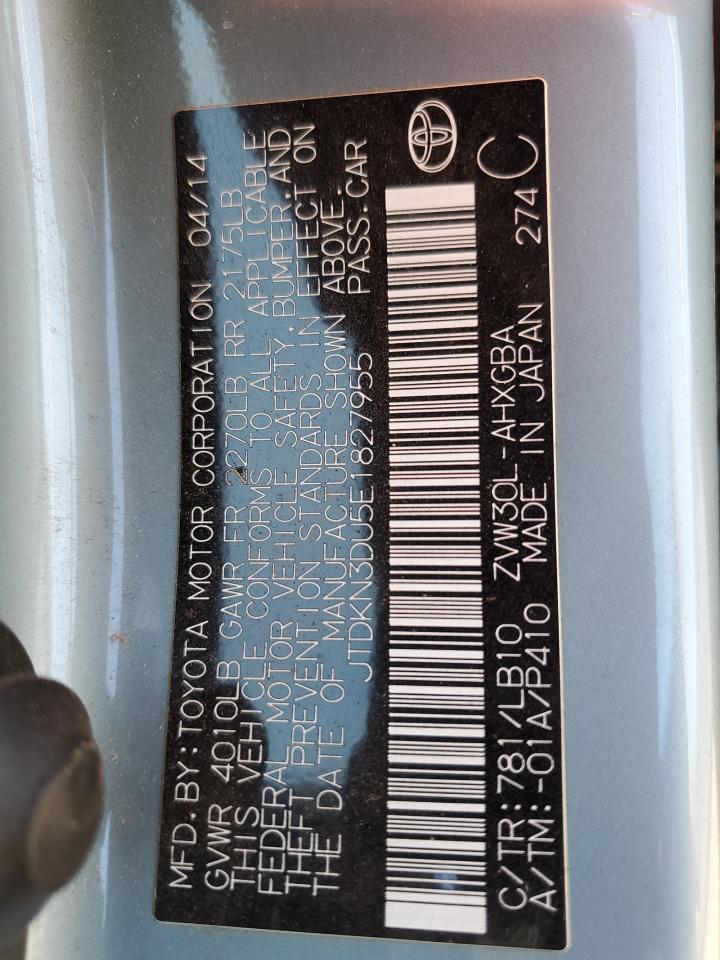 MFD. BY: TOYOTA MOTOR CORPORATION 04/14
GVWR 4010LB GAWR FR 2270LB RR 2175LB
THIS VEHICLE CONFORMS TO ALL APPLICABLE
FEDERAL MOTOR VEHICLE SAFETY, BUMPER, AND
THEFT PREVENTION STANDARDS IN EFFECT ON
THE DATE OF MANUFACTURE SHOWN ABOVE.
JTDKN3DU5E1827955 PASS. CAR
C/TR: 781/LB10 ZVW30L-AHXGBA
A/TM: -01A/P410 MADE IN JAPAN 274 C